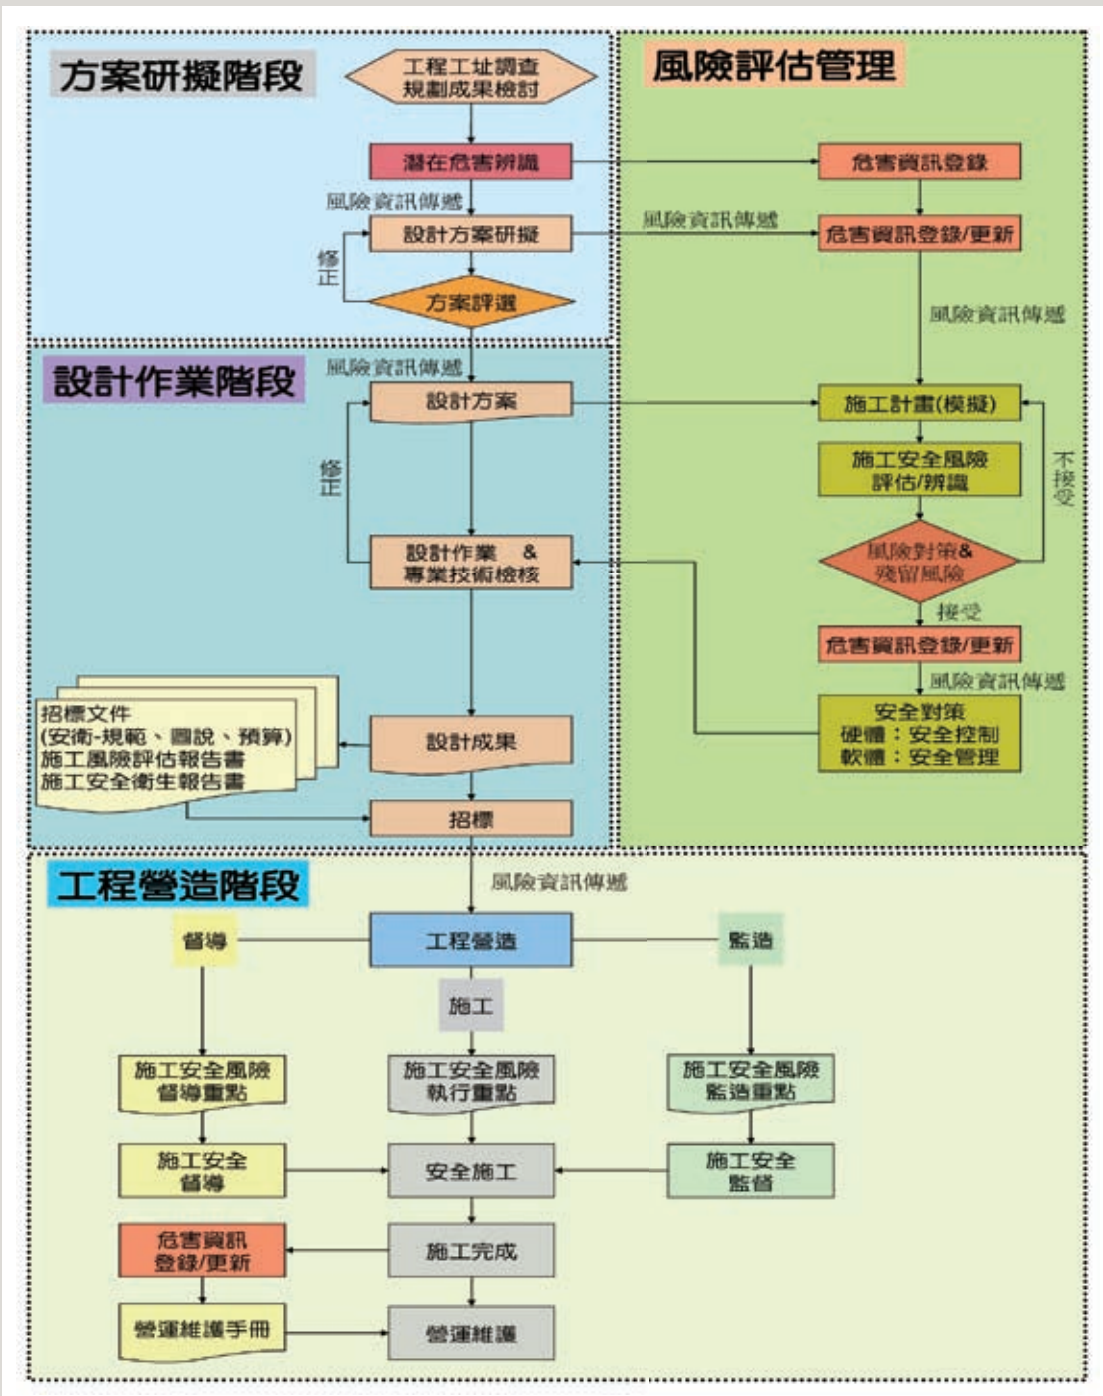 方案研擬階段
工程工址調查
規劃成果檢討
潛在危害辨識
風險資訊傳遞
設計方案研擬
修正
方案評選
風險評估管理
危害資訊登錄
風險資訊傳遞
危害資訊登錄/更新
風險資訊傳遞
施工計畫(模擬)
施工安全風險
評估/辨識
不接受
風險對策&
殘留風險
接受
危害資訊登錄/更新
風險資訊傳遞
安全對策
硬體：安全控制
軟體：安全管理
設計作業階段
風險資訊傳遞
設計方案
修正
設計作業 &
專業技術檢核
設計成果
招標文件
(安衛-規範、圖說、預算)
施工風險評估報告書
施工安全衛生報告書
招標
工程營造階段
風險資訊傳遞
督導
工程營造
監造
施工
施工安全風險
督導重點
施工安全風險
執行重點
施工安全風險
監造重點
施工安全
督導
安全施工
施工安全
監督
危害資訊
登錄/更新
施工完成
營運維護手冊
營運維護